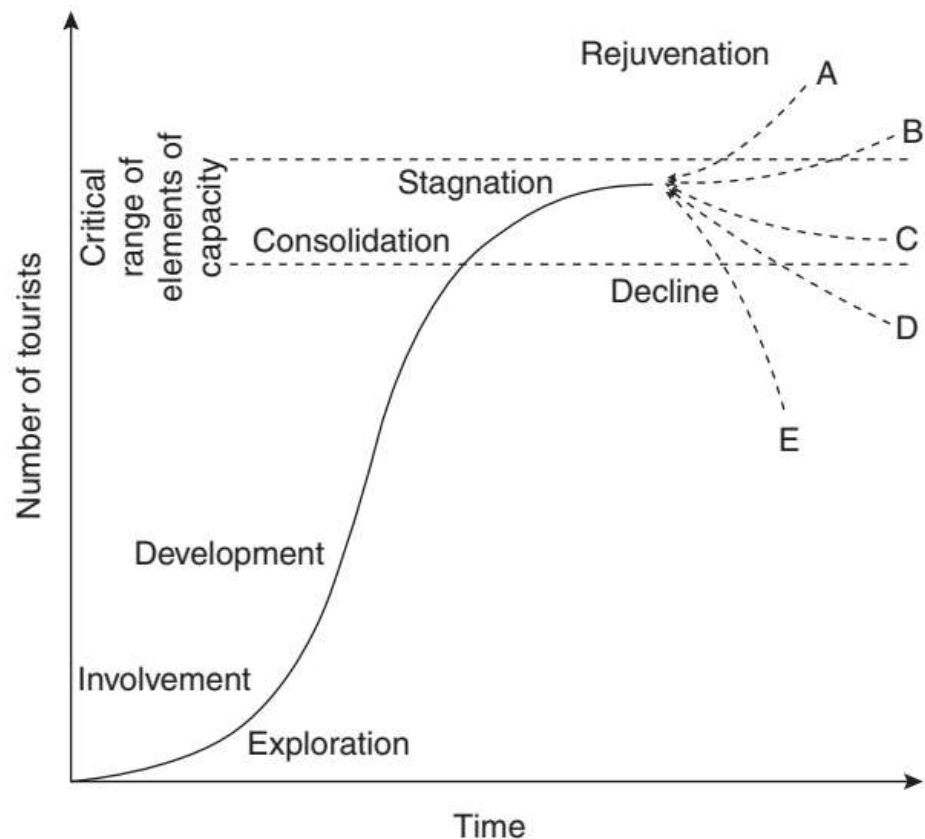 Rejuvenation
A
B
Critical
range of
elements of
capacity
Stagnation
Consolidation
C
Decline
D
E
Number of tourists
Development
Involvement
Exploration
Time